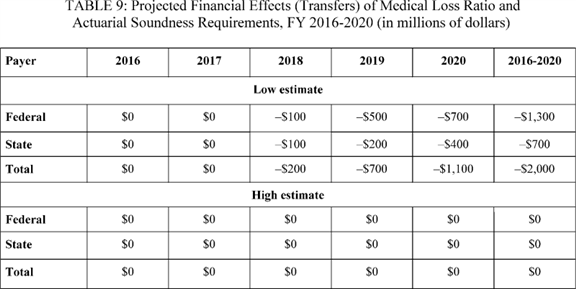 TABLE 9: Projected Financial Effects (Transfers) of Medical Loss Ratio and
Actuarial Soundness Requirements, FY 2016-2020 (in millions of dollars)
Payer 2016 2017 2018 2019 2020 2016-2020
Low estimate
Federal $0 $0 –$100 –$500 –$700 –$1,300
State $0 $0 –$100 –$200 –$400 –$700
Total $0 $0 –$200 –$700 –$1,100 –$2,000
High estimate
Federal $0 $0 $0 $0 $0 $0
State $0 $0 $0 $0 $0 $0
Total $0 $0 $0 $0 $0 $0